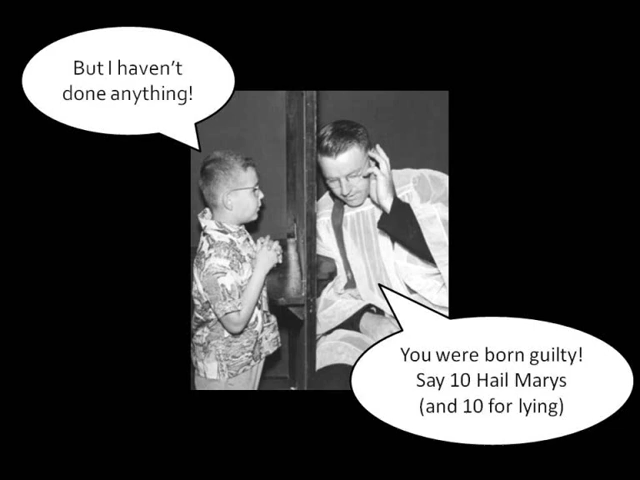 But I haven't
done anything!
You were born guilty!
Say 10 Hail Marys
(and 10 for lying)